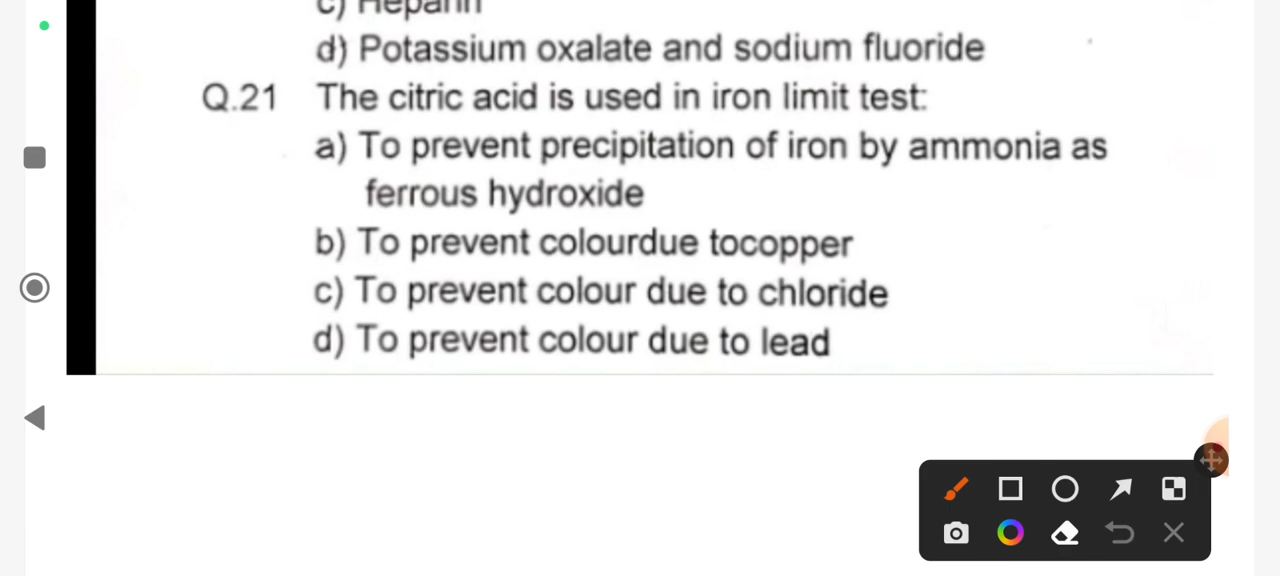 c) Heparin
d) Potassium oxalate and sodium fluoride
Q.21 The citric acid is used in iron limit test:
a) To prevent precipitation of iron by ammonia as
ferrous hydroxide
b) To prevent colourdue tocopper
c) To prevent colour due to chloride
d) To prevent colour due to lead